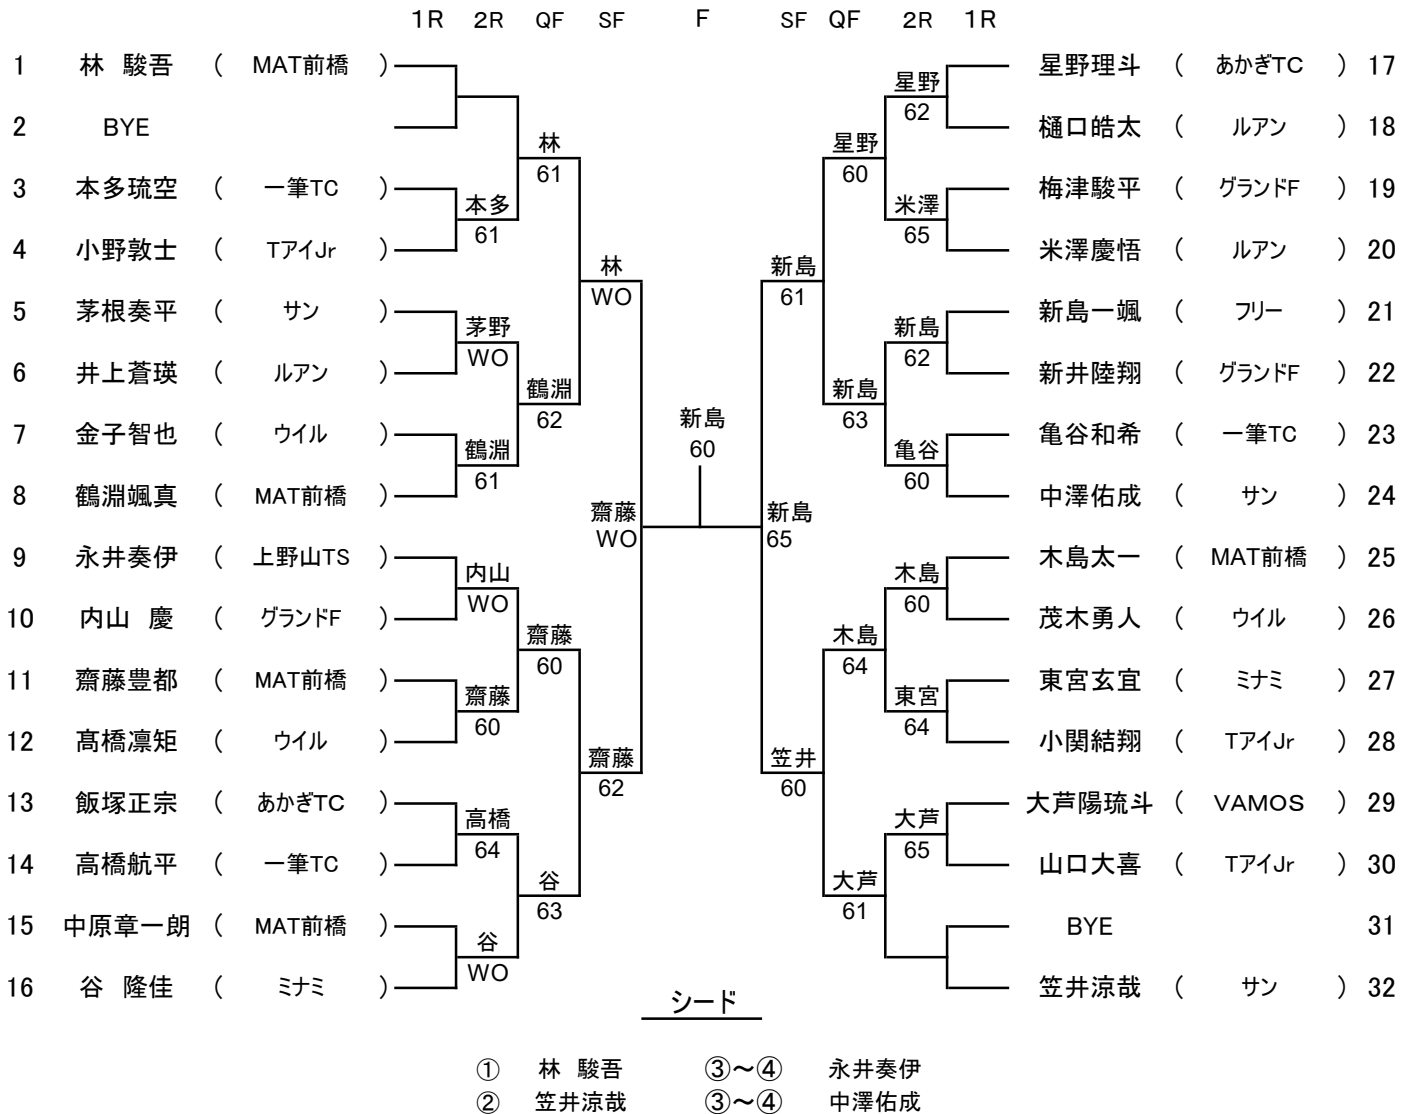 1R 2R QF SF F SF QF 2R 1R
1 林 駿吾 ( MAT前橋 ) 星野理斗 ( あかぎTC ) 17
星野
62
2 BYE 樋口皓太 ( ルアン ) 18
林 星野
61 60
3 本多琉空 ( 一筆TC ) 梅津駿平 ( グランドF ) 19
本多 米澤
61 65
4 小野敦士 ( TアイJr ) 米澤慶悟 ( ルアン ) 20
林 新島
WO 61
5 茅根奏平 ( サン ) 新島一颯 ( フリー ) 21
茅野 新島
WO 62
6 井上蒼瑛 ( ルアン ) 新井陸翔 ( グランドF ) 22
鶴淵 新島 新島
62 60 63
7 金子智也 ( ウイル ) 亀谷和希 ( 一筆TC ) 23
鶴淵 亀谷
61 60
8 鶴淵颯真 ( MAT前橋 ) 中澤佑成 ( サン ) 24
齋藤 新島
WO 65
9 永井奏伊 ( 上野山TS ) 木島太一 ( MAT前橋 ) 25
内山 木島
WO 60
10 内山 慶 ( グランドF ) 茂木勇人 ( ウイル ) 26
齋藤 木島
60 64
11 齋藤豊都 ( MAT前橋 ) 東宮玄宜 ( ミナミ ) 27
齋藤 東宮
60 64
12 髙橋凛矩 ( ウイル ) 小関結翔 ( TアイJr ) 28
齋藤 笠井
62 60
13 飯塚正宗 ( あかぎTC ) 大芦陽琉斗 ( VAMOS ) 29
高橋 大芦
64 65
14 高橋航平 ( 一筆TC ) 山口大喜 ( TアイJr ) 30
谷 大芦
63 61
15 中原章一朗 ( MAT前橋 ) BYE 31
谷
WO
16 谷 隆佳 ( ミナミ ) 笠井涼哉 ( サン ) 32
シード
① 林 駿吾 ③～④ 永井奏伊
② 笠井涼哉 ③～④ 中澤佑成